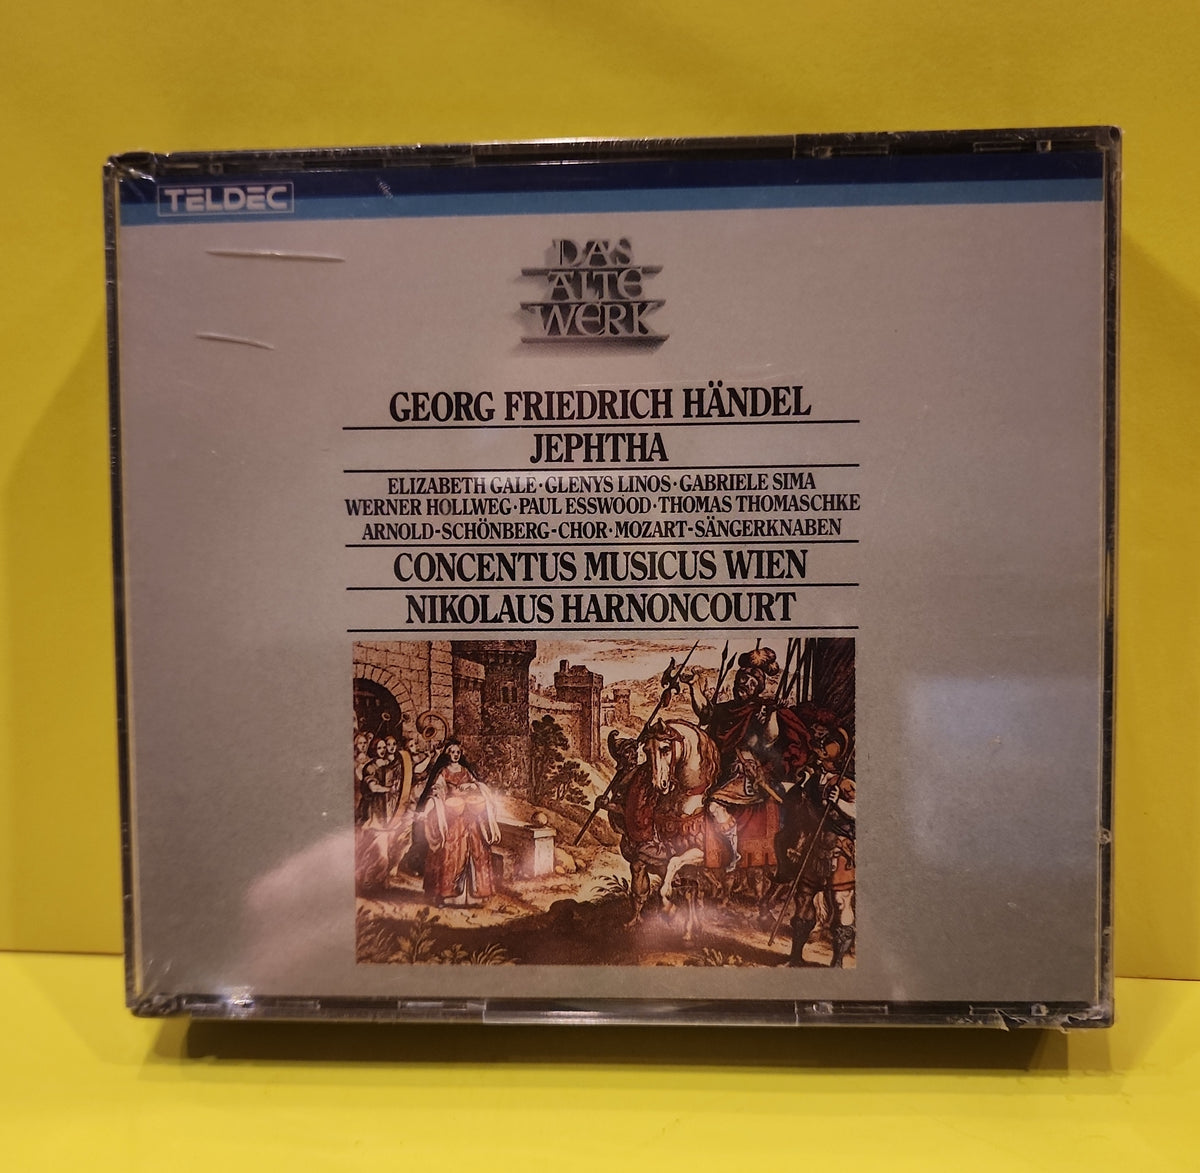 TELDEC
DAS
ALTE
WERK
GEORG FRIEDRICH HÄNDEL
JEPHTHA
ELIZABETH GALE·GLENYS LINOS·GABRIELE SIMA
WERNER HOLLWEG·PAUL ESSWOOD·THOMAS THOMASCHKE
ARNOLD-SCHÖNBERG-CHOR·MOZART-SÄNGERKNABEN
CONCENTUS MUSICUS WIEN
NIKOLAUS HARNONCOURT